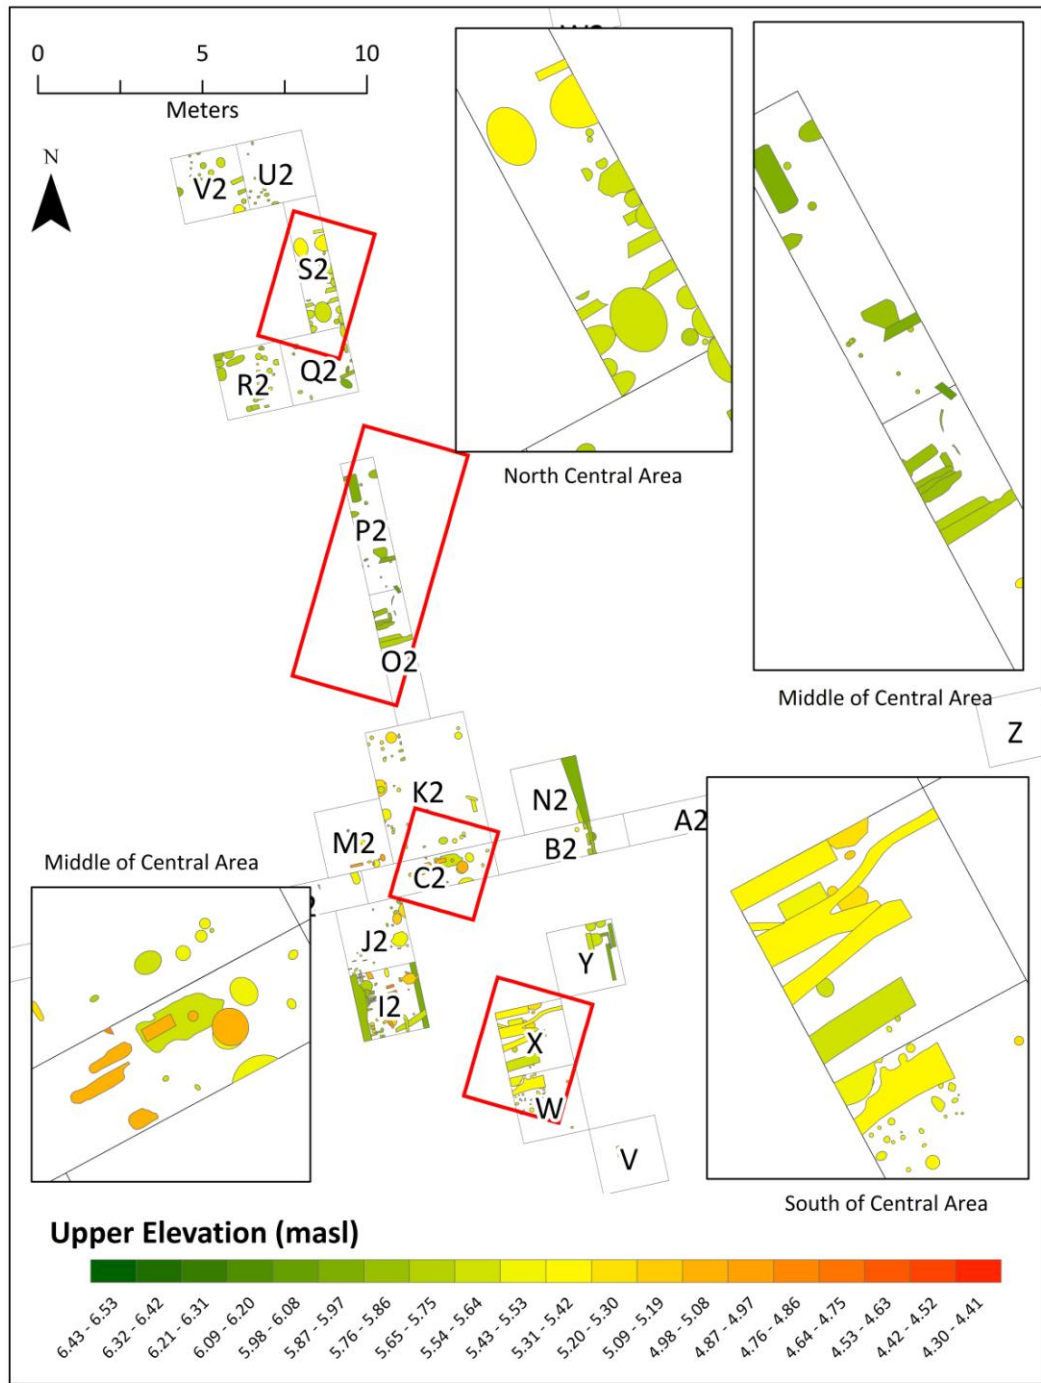 0 5 10
Meters
N
V2 U2
S2
R2 Q2
North Central Area
P2
O2
Middle of Central Area
Z
K2 N2
A2
M2 B2
Middle of Central Area
C2
J2
Y
I2
X
W
V
South of Central Area
Upper Elevation (masl)
6.43 - 6.53
6.32 - 6.42
6.21 - 6.31
6.09 - 6.20
5.98 - 6.08
5.87 - 5.97
5.76 - 5.86
5.65 - 5.75
5.54 - 5.64
5.43 - 5.53
5.31 - 5.42
5.20 - 5.30
5.09 - 5.19
4.98 - 5.08
4.87 - 4.97
4.76 - 4.86
4.64 - 4.75
4.53 - 4.63
4.42 - 4.52
4.30 - 4.41